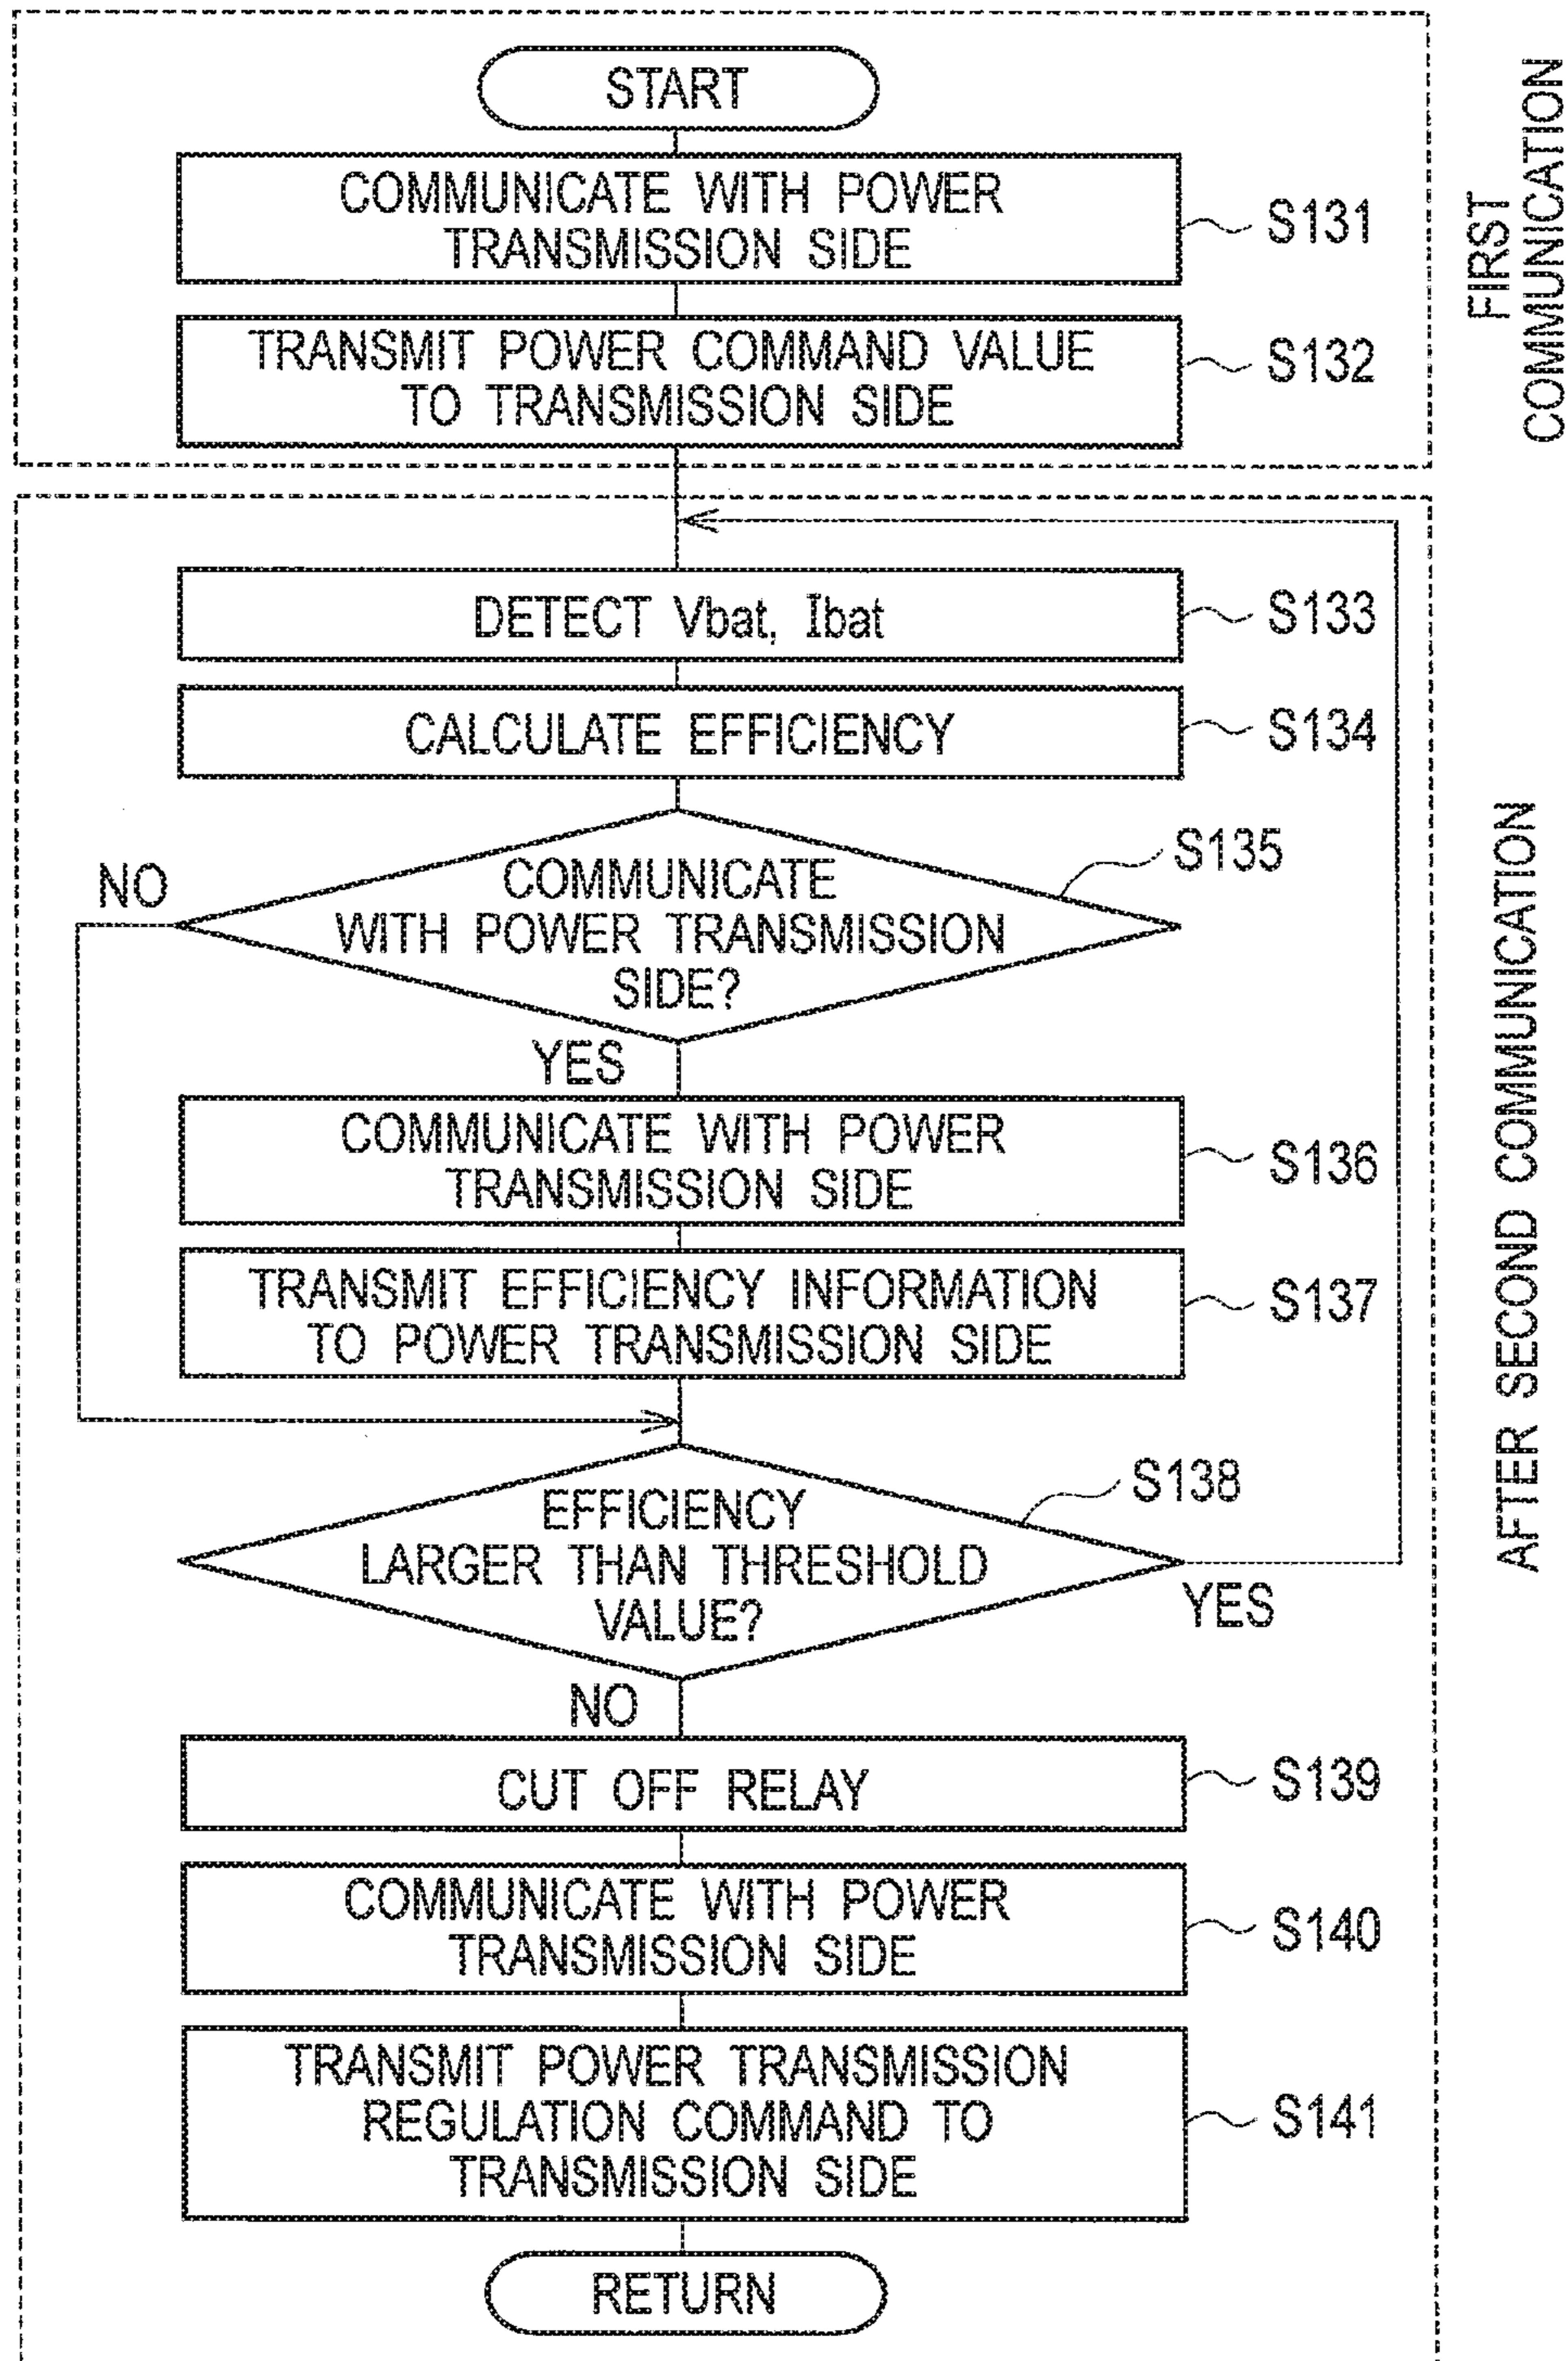 START
COMMUNICATE WITH POWER
TRANSMISSION SIDE
S131
TRANSMIT POWER COMMAND VALUE
TO TRANSMISSION SIDE
S132
FIRST
COMMUNICATION
DETECT Vbat, Ibat
S133
CALCULATE EFFICIENCY
S134
COMMUNICATE
WITH POWER TRANSMISSION
SIDE?
S135
NO
YES
COMMUNICATE WITH POWER
TRANSMISSION SIDE
S136
TRANSMIT EFFICIENCY INFORMATION
TO POWER TRANSMISSION SIDE
S137
EFFICIENCY
LARGER THAN THRESHOLD
VALUE?
S138
YES
NO
CUT OFF RELAY
S139
COMMUNICATE WITH POWER
TRANSMISSION SIDE
S140
TRANSMIT POWER TRANSMISSION
REGULATION COMMAND TO
TRANSMISSION SIDE
S141
RETURN
AFTER SECOND COMMUNICATION